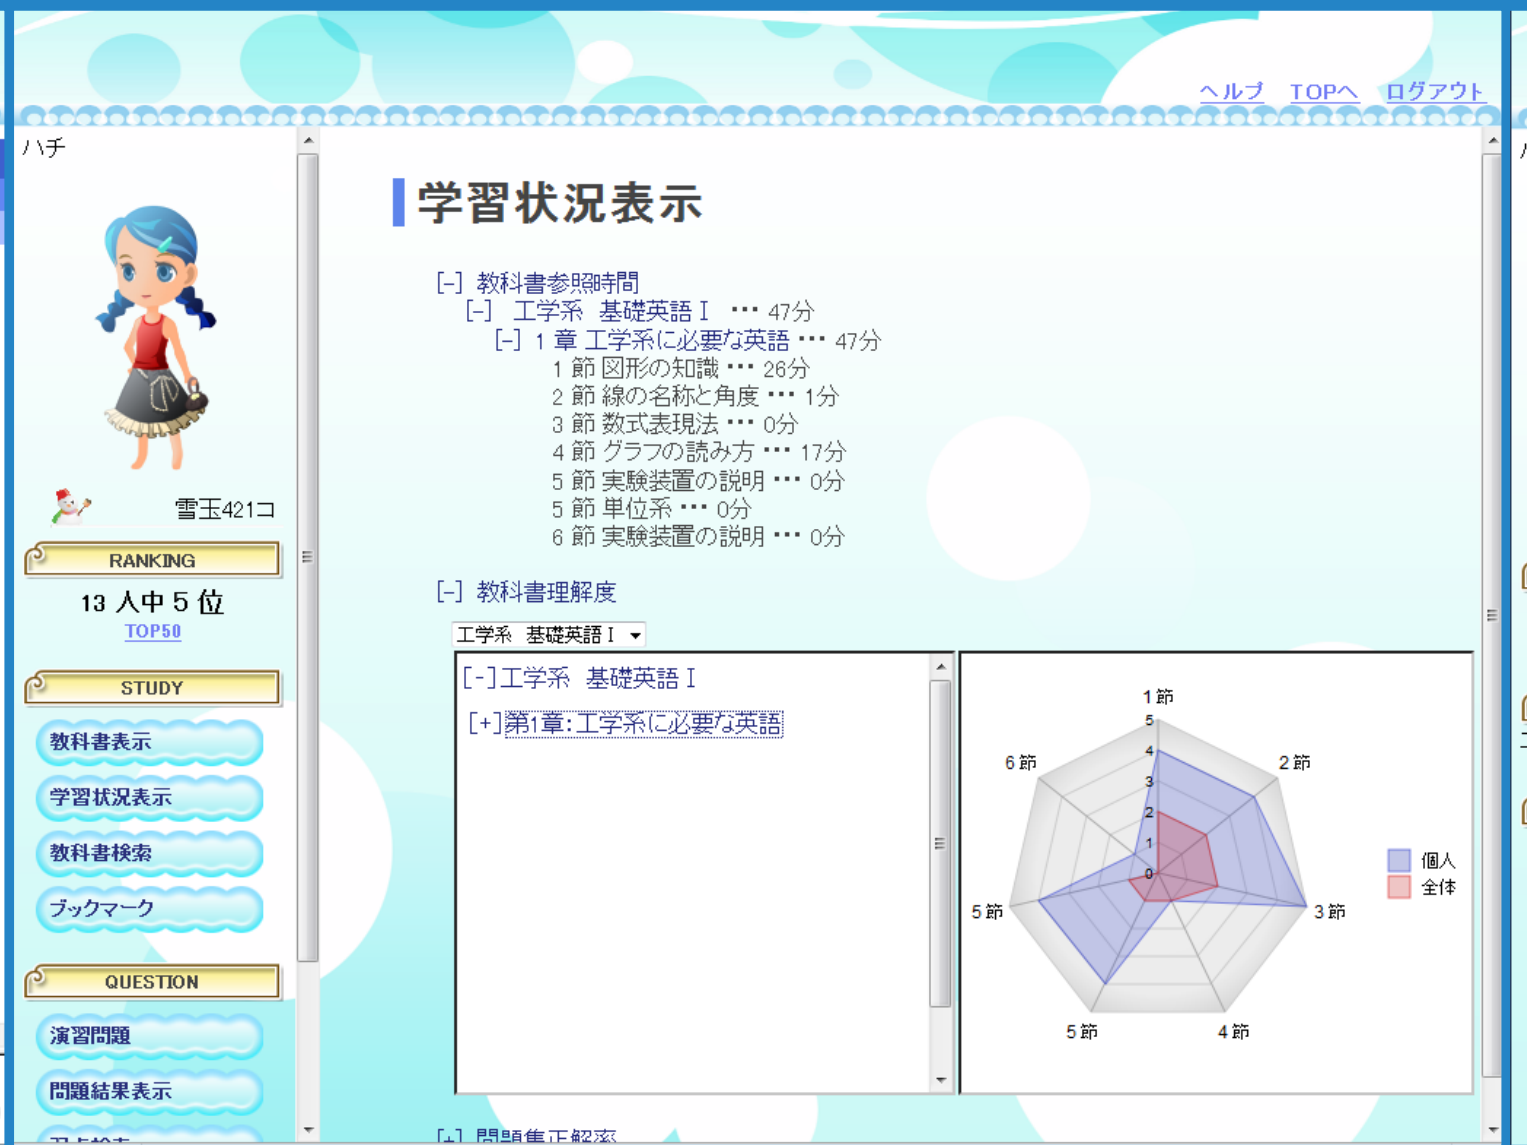 ヘルプ TOPへ ログアウト
ハチ
雪玉421コ
RANKING
13 人中 5 位
TOP50
STUDY
教科書表示
学習状況表示
教科書検索
ブックマーク
QUESTION
演習問題
問題結果表示
学習状況表示
[-] 教科書参照時間
[-] 工学系 基礎英語Ⅰ ･･･ 47分
[-] 1 章 工学系に必要な英語 ･･･ 47分
1 節 図形の知識 ･･･ 26分
2 節 線の名称と角度 ･･･ 1分
3 節 数式表現法 ･･･ 0分
4 節 グラフの読み方 ･･･ 17分
5 節 実験装置の説明 ･･･ 0分
5 節 単位系 ･･･ 0分
6 節 実験装置の説明 ･･･ 0分
[-] 教科書理解度
工学系 基礎英語Ⅰ
[-]工学系 基礎英語Ⅰ
[+]第1章:工学系に必要な英語
1節
5
4
3
2
1
0
2節
3節
4節
5節
5節
6節
個人
全体
[+] 問題集正解率